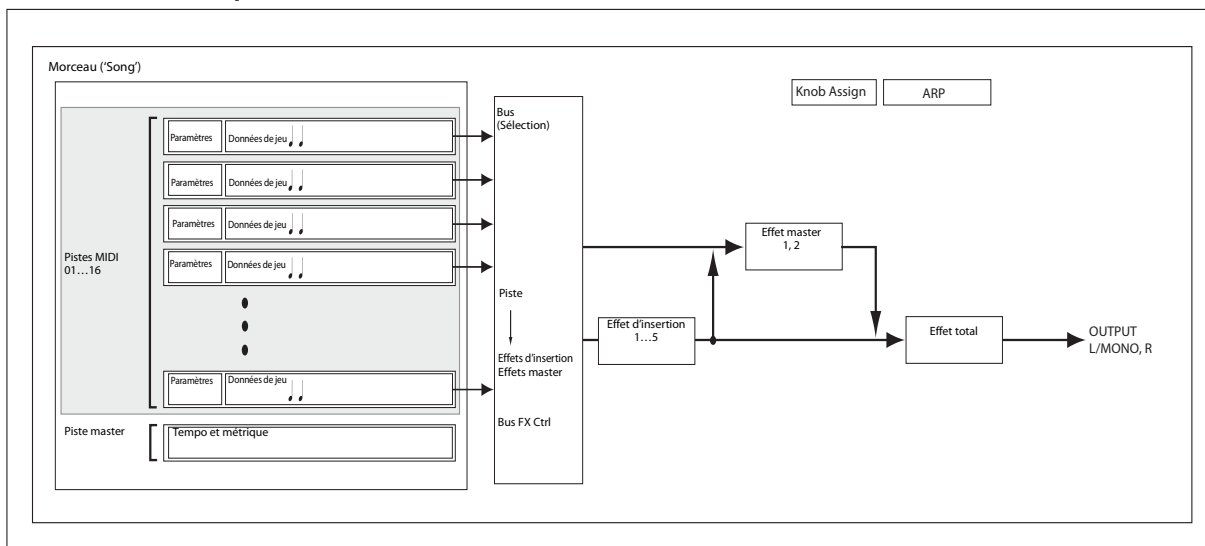 Morceau ('Song')
Knob Assign
ARP
Bus
(Sélection)
Paramètres
Données de jeu
Paramètres
Données de jeu
Paramètres
Données de jeu
Paramètres
Données de jeu
Pistes MIDI
01...16
Effet master
1, 2
Piste
Effet d'insertion
1...5
Effet total
OUTPUT
L/MONO, R
Effets d'insertion
Effets master
Paramètres
Données de jeu
Bus FX Ctrl
Piste master
Tempo et métrique